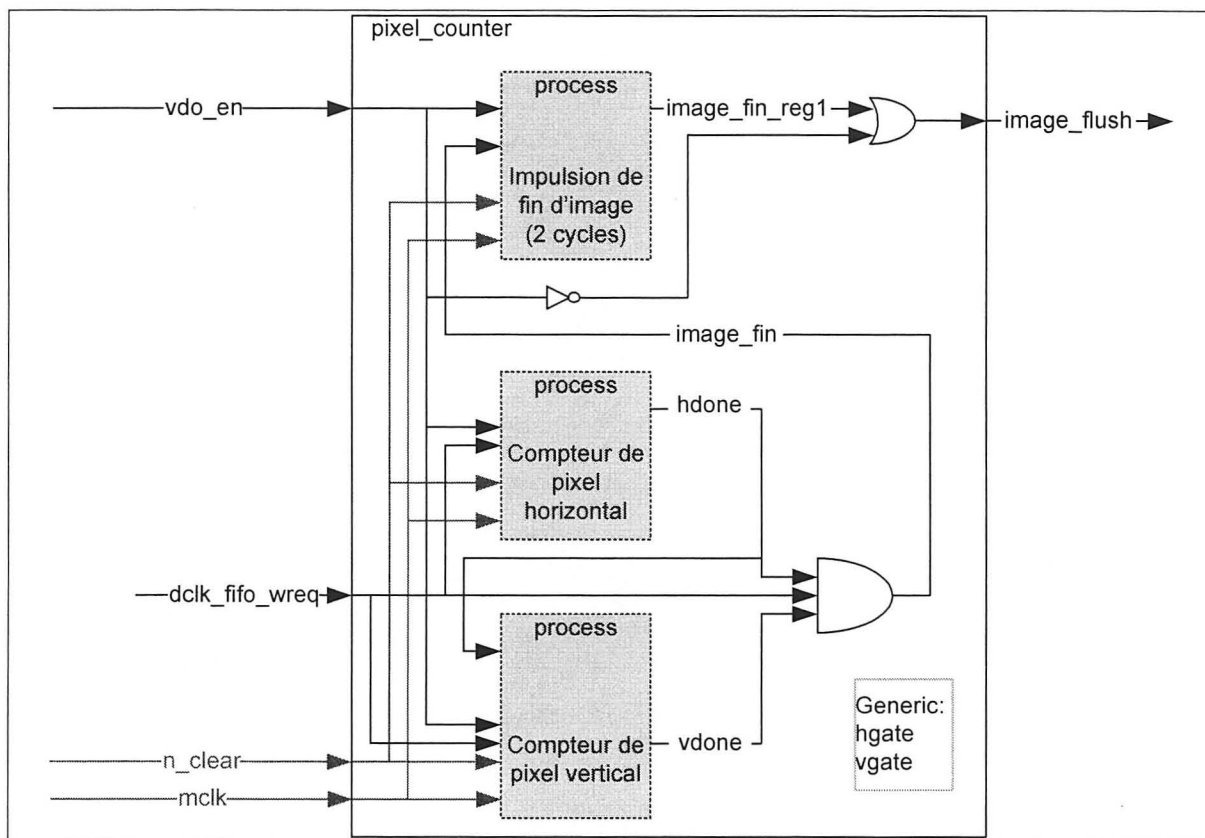 pixel_counter
process
vdo_en
image_fin_reg1
image_flush
Impulsion de
fin d'image
(2 cycles)
image_fin
process
hdone
Compteur de
pixel
horizontal
dclk_fifo_wreq
process
Generic:
hgate
vgate
Compteur de
pixel vertical
vdone
n_clear
mclk